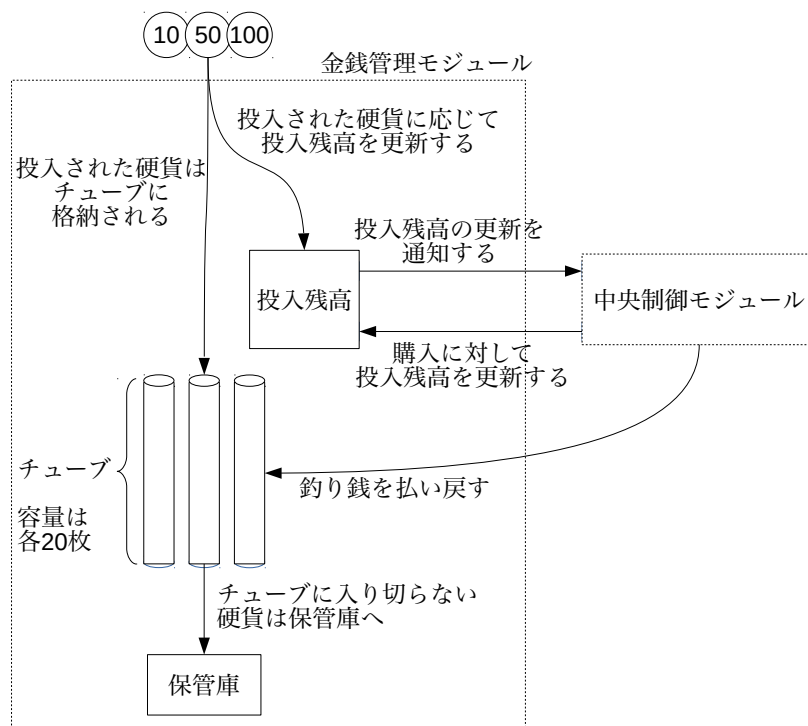 10 50 100
金銭管理モジュール
投入された硬貨に応じて
投入残高を更新する
投入された硬貨は
チューブに
格納される
投入残高の更新を
通知する
投入残高
中央制御モジュール
購入に対して
投入残高を更新する
チューブ
釣り銭を払い戻す
容量は
各20枚
チューブに入り切らない
硬貨は保管庫へ
保管庫